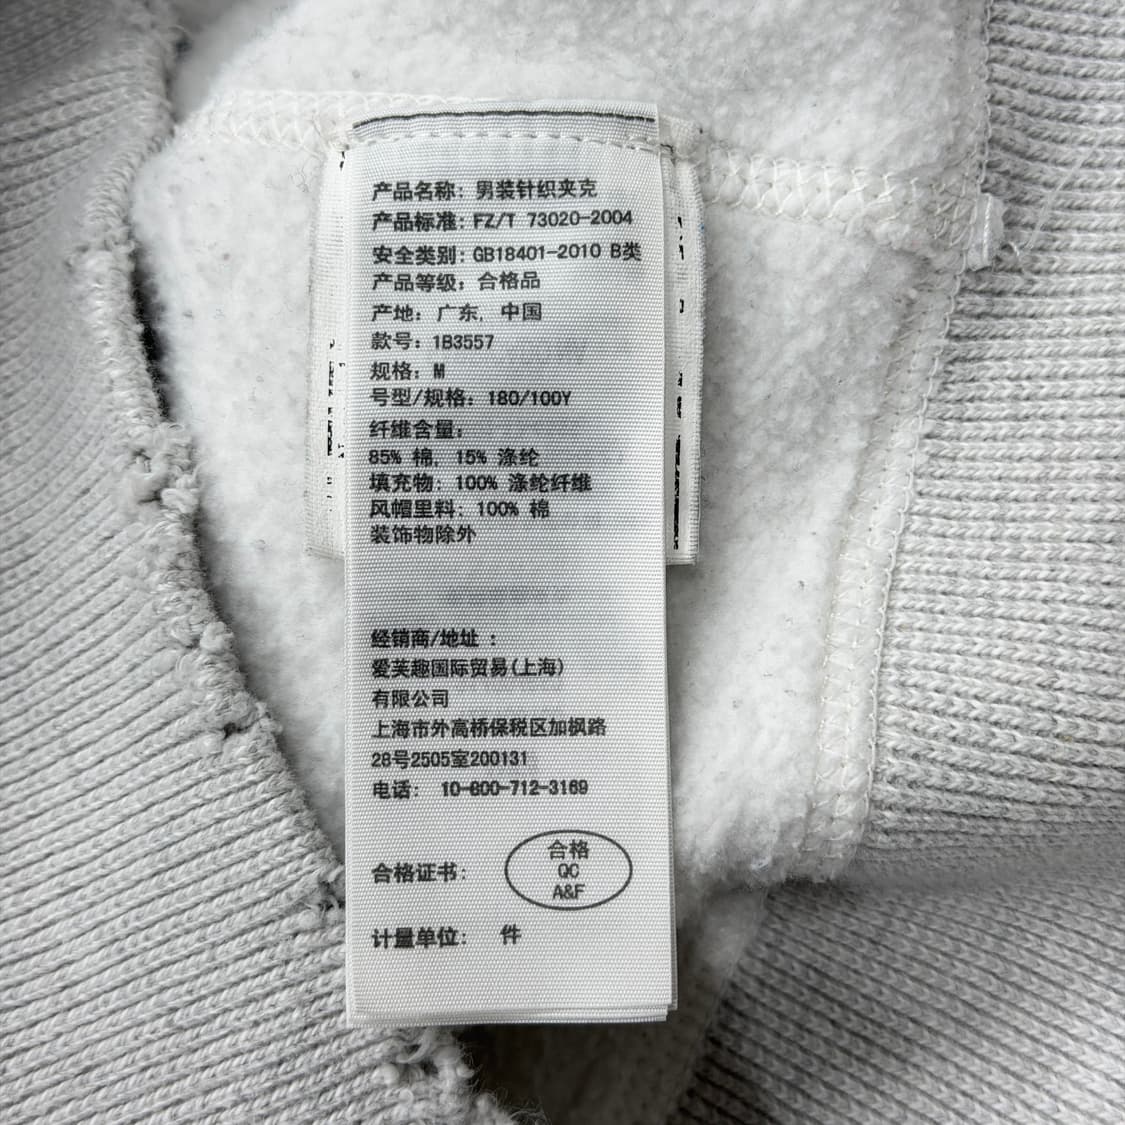 产品名称: 男装针织夹克
产品标准: FZ/T 73020-2004
安全类别: GB18401-2010 B类
产品等级: 合格品
产地: 广东, 中国
款号: 1B3557
规格: M
号型/规格: 180/100Y
纤维含量:
85% 棉, 15% 涤纶
填充物: 100% 涤纶纤维
风帽里料: 100% 棉
装饰物除外
经销商/地址 :
爱芙趣国际贸易(上海)
有限公司
上海市外高桥保税区加枫路
28号2505室200131
电话: 10-800-712-3169
合格证书:
合格
QC
A&F
计量单位: 件